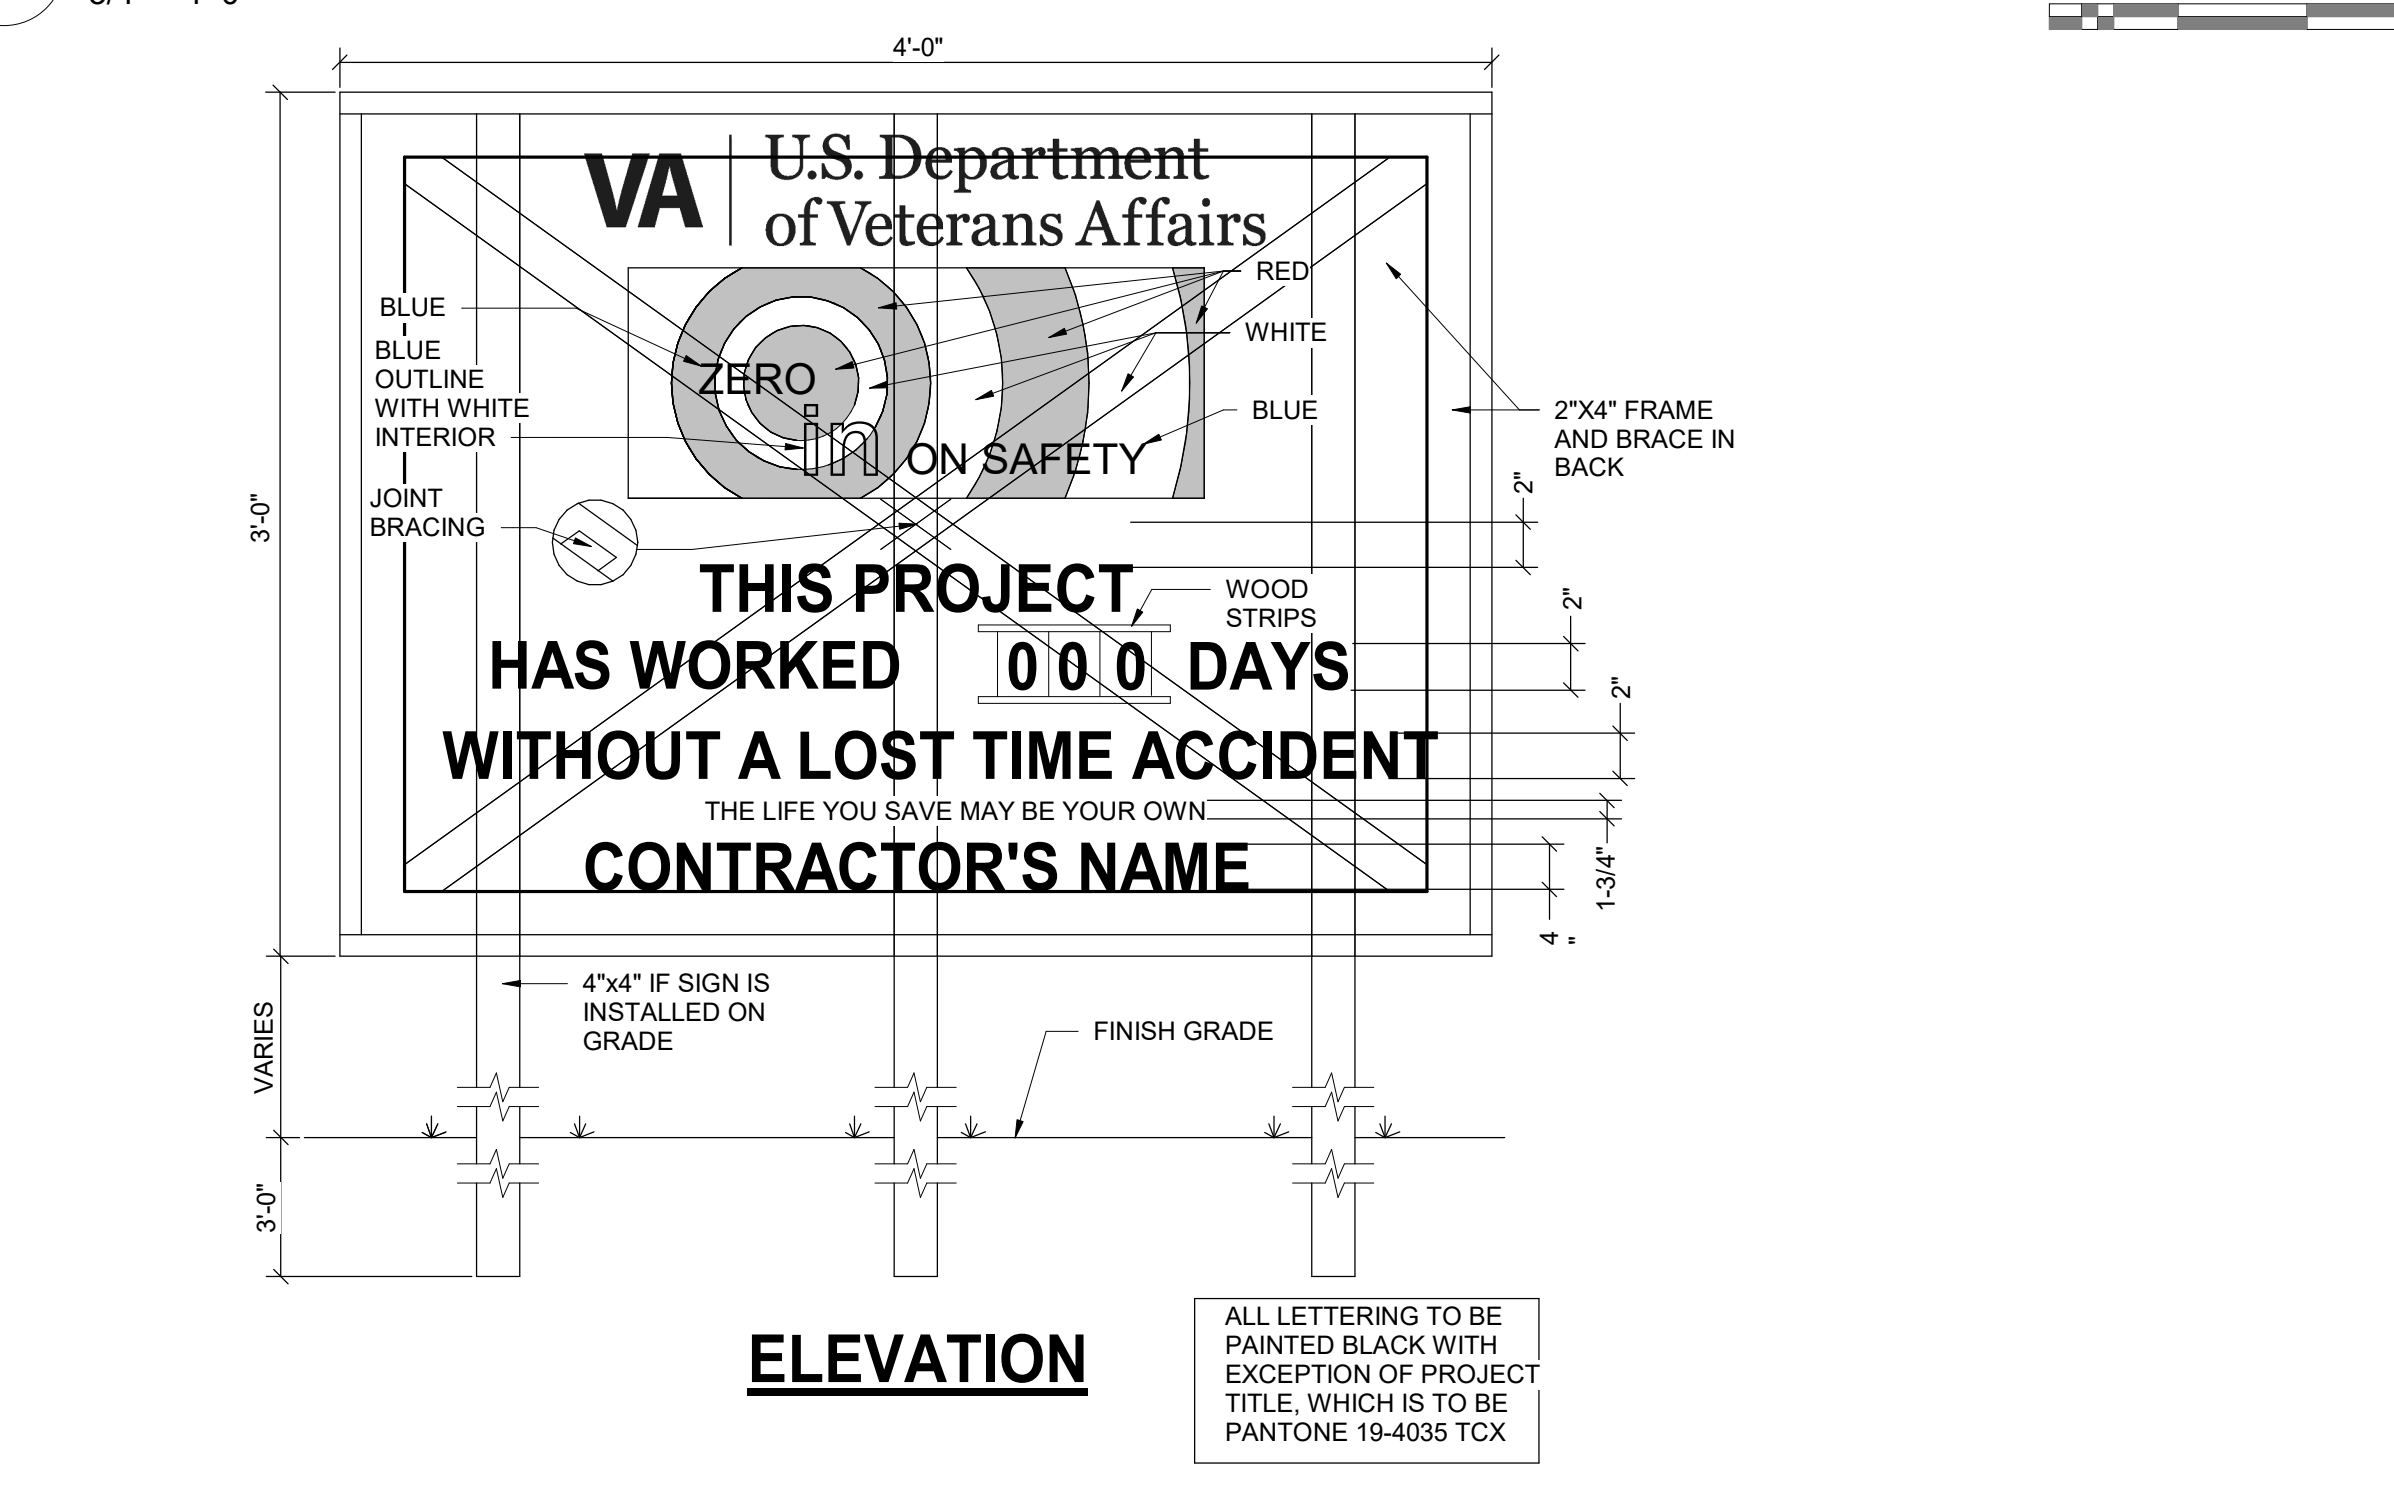 4'-0"
VA
U.S. Department
of Veterans Affairs
RED
BLUE
WHITE
BLUE
OUTLINE
WITH WHITE
INTERIOR
ZERO
in
ON SAFETY
BLUE
2"X4" FRAME
AND BRACE IN
BACK
JOINT
BRACING
3'-0"
2"
THIS PROJECT
WOOD
STRIPS
2"
HAS WORKED 0 0 0 DAYS
2"
WITHOUT A LOST TIME ACCIDENT
THE LIFE YOU SAVE MAY BE YOUR OWN
1-3/4"
CONTRACTOR'S NAME
4
"
4"x4" IF SIGN IS
INSTALLED ON
GRADE
VARIES
FINISH GRADE
3'-0"
ELEVATION
ALL LETTERING TO BE
PAINTED BLACK WITH
EXCEPTION OF PROJECT
TITLE, WHICH IS TO BE
PANTONE 19-4035 TCX